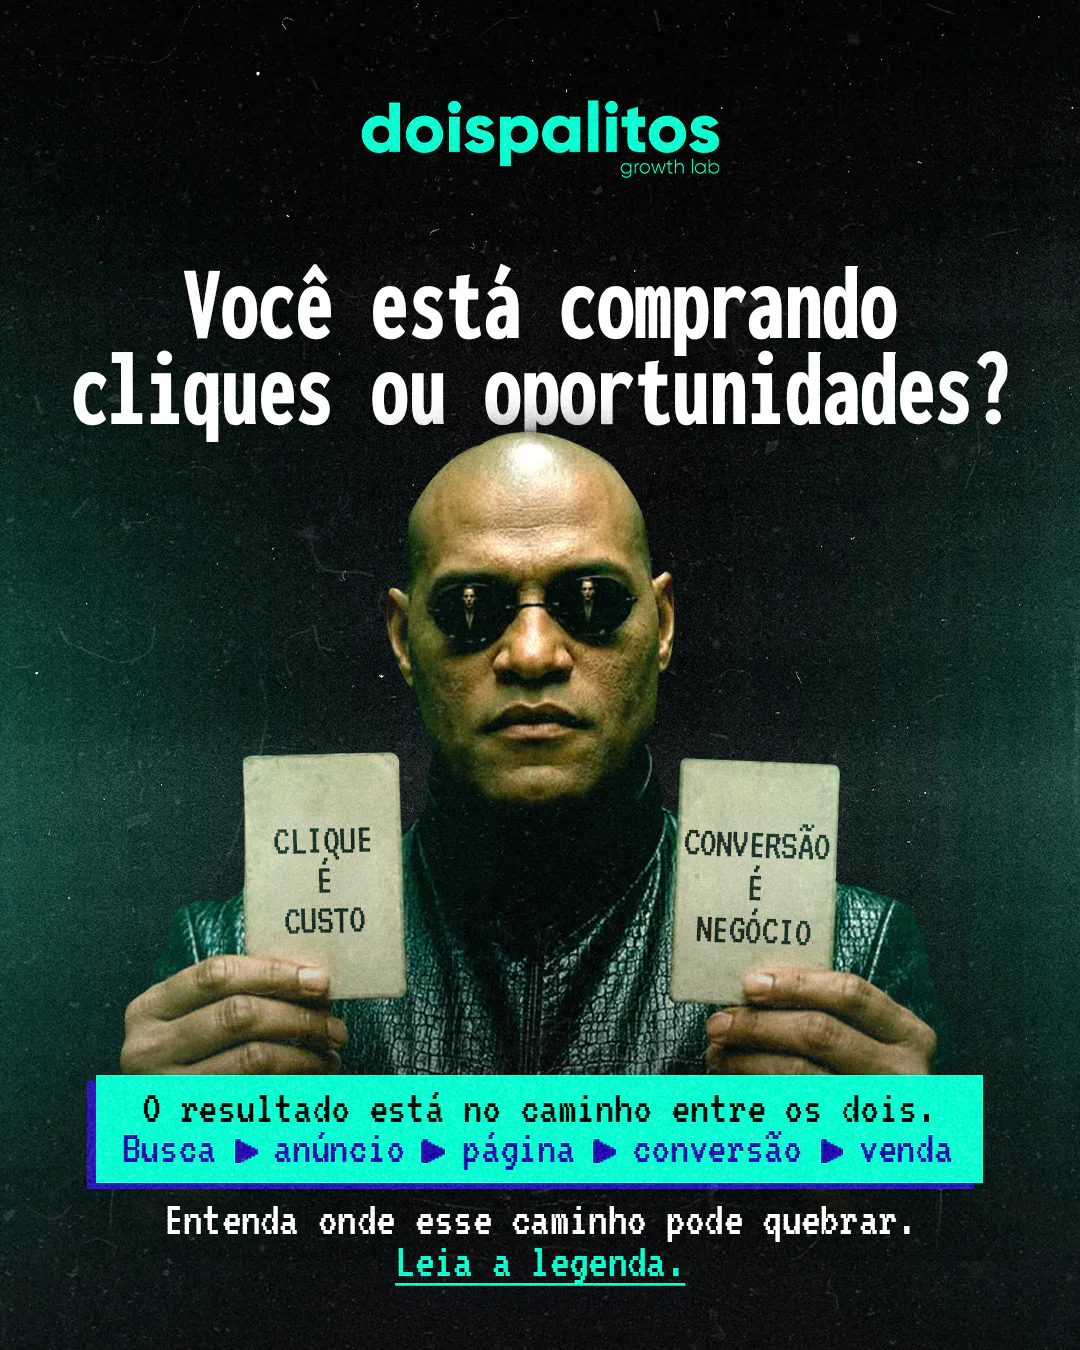 doispalitos
growth lab
Você está comprando
cliques ou oportunidades?
CLIQUE
É
CUSTO
CONVERSÃO
É
NEGÓCIO
O resultado está no caminho entre os dois.
Busca ▶ anúncio ▶ página ▶ conversão ▶ venda
Entenda onde esse caminho pode quebrar.
Leia a legenda.